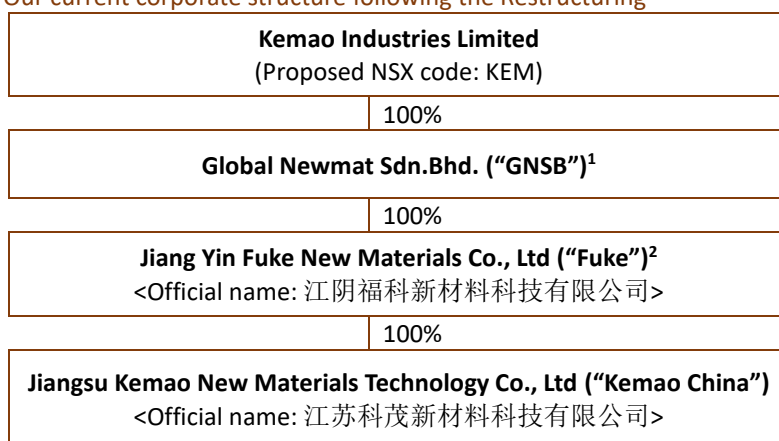 Our current corporate structure following the Restructuring
Kemao Industries Limited
(Proposed NSX code: KEM)
100%
Global Newmat Sdn.Bhd. (“GNSB”)¹
100%
Jiang Yin Fuke New Materials Co., Ltd (“Fuke”)²
<Official name: 江阴福科新材料科技有限公司>
100%
Jiangsu Kemao New Materials Technology Co., Ltd (“Kemao China”)
<Official name: 江苏科茂新材料科技有限公司>